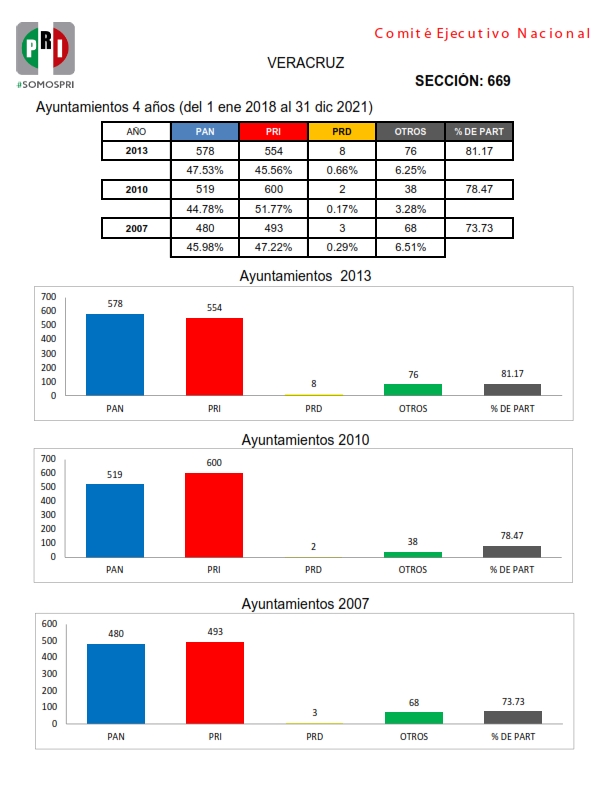 PRI
#SOMOSPRI
Comité Ejecutivo Nacional
VERACRUZ
SECCIÓN: 669
Ayuntamientos 4 años (del 1 ene 2018 al 31 dic 2021)
AÑO PAN PRI PRD OTROS % DE PART
2013 578 554 8 76 81.17
47.53% 45.56% 0.66% 6.25%
2010 519 600 2 38 78.47
44.78% 51.77% 0.17% 3.28%
2007 480 493 3 68 73.73
45.98% 47.22% 0.29% 6.51%
Ayuntamientos 2013
700
600
500
400
300
200
100
0
578 554 8 76 81.17
PAN PRI PRD OTROS % DE PART
Ayuntamientos 2010
700
600
500
400
300
200
100
0
519 600 2 38 78.47
PAN PRI PRD OTROS % DE PART
Ayuntamientos 2007
600
500
400
300
200
100
0
480 493 3 68 73.73
PAN PRI PRD OTROS % DE PART